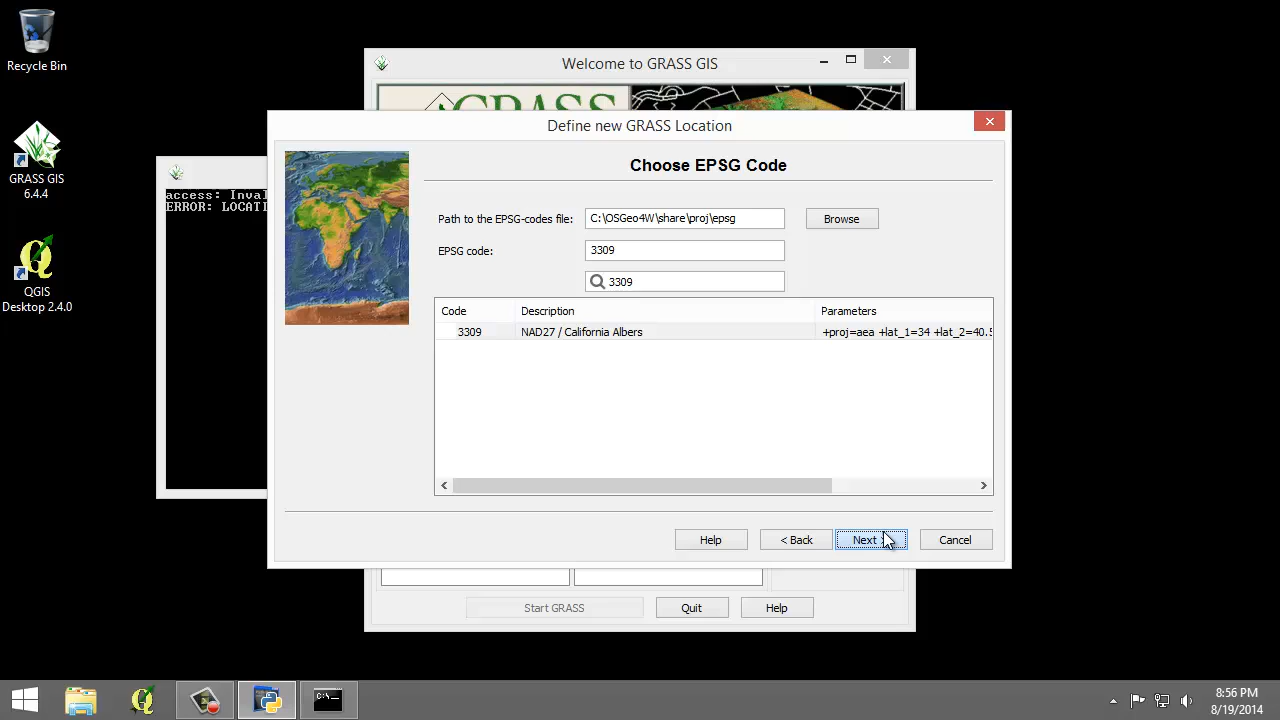 Recycle Bin
GRASS GIS
6.4.4
QGIS
Desktop 2.4.0
Welcome to GRASS GIS
GRASS
access: Inval
ERROR: LOCATI
Define new GRASS Location
Choose EPSG Code
Path to the EPSG-codes file: C:\OSGeo4W\share\proj\epsg Browse
EPSG code: 3309
3309
Code Description Parameters
3309 NAD27 / California Albers +proj=aea +lat_1=34 +lat_2=40.5
Help < Back Next > Cancel
Start GRASS Quit Help
C:\.
8:56 PM
8/19/2014